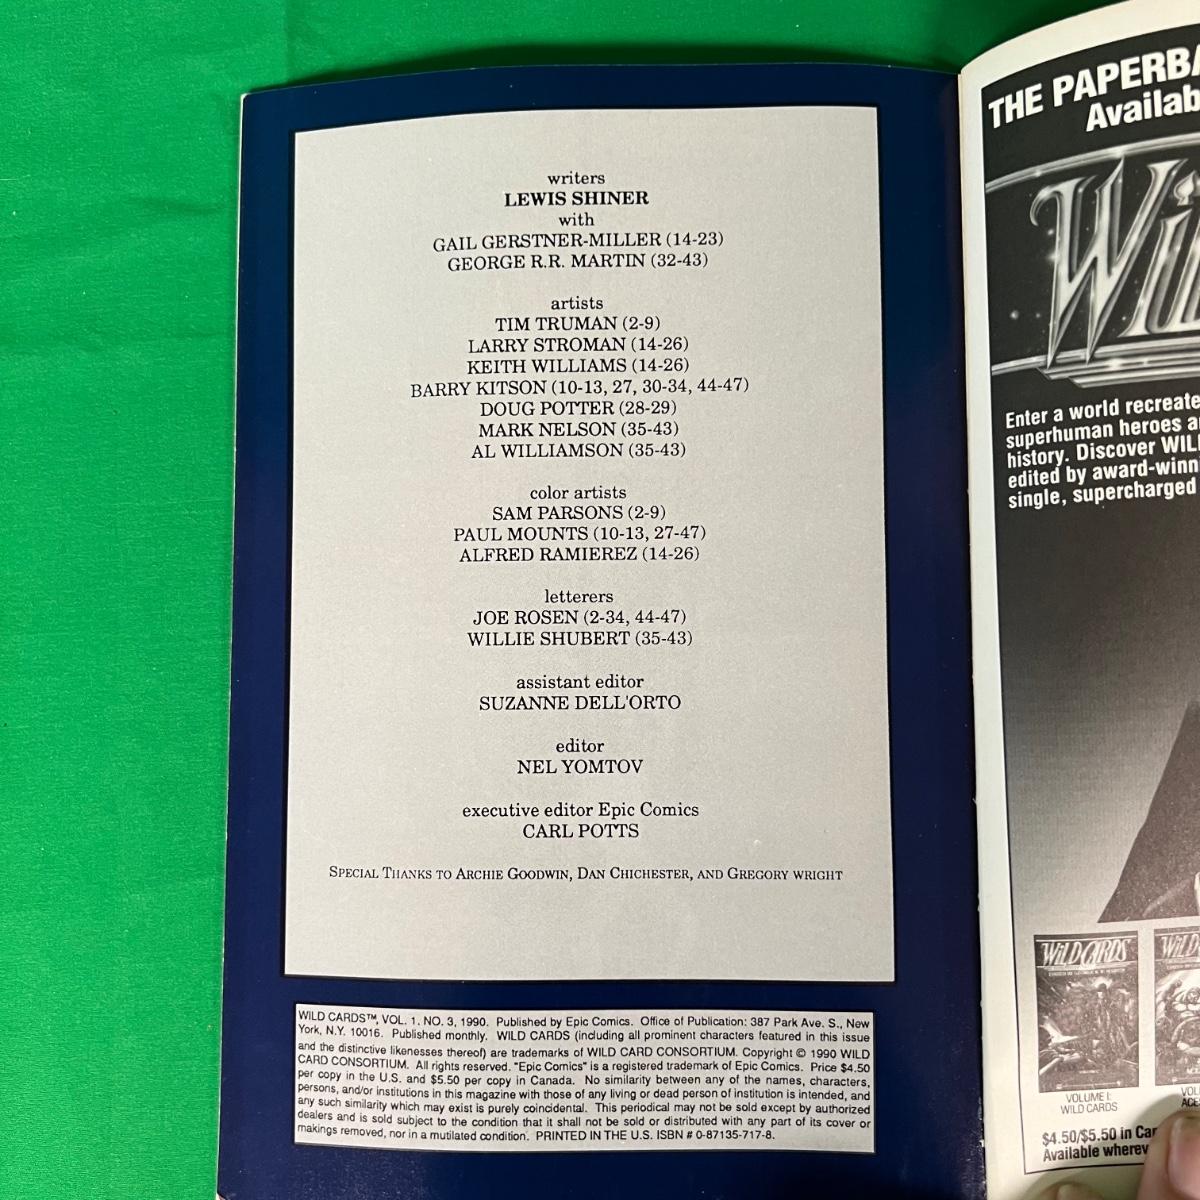 writers
LEWIS SHINER
with
GAIL GERSTNER-MILLER (14-23)
GEORGE R.R. MARTIN (32-43)
artists
TIM TRUMAN (2-9)
LARRY STROMAN (14-26)
KEITH WILLIAMS (14-26)
BARRY KITSON (10-13, 27, 30-34, 44-47)
DOUG POTTER (28-29)
MARK NELSON (35-43)
AL WILLIAMSON (35-43)
color artists
SAM PARSONS (2-9)
PAUL MOUNTS (10-13, 27-47)
ALFRED RAMIEREZ (14-26)
letterers
JOE ROSEN (2-34, 44-47)
WILLIE SHUBERT (35-43)
assistant editor
SUZANNE DELL'ORTO
editor
NEL YOMTOV
executive editor Epic Comics
CARL POTTS
SPECIAL THANKS TO ARCHIE GOODWIN, DAN CHICHESTER, AND GREGORY WRIGHT
WILD CARDS™, VOL. 1. NO. 3, 1990. Published by Epic Comics. Office of Publication: 387 Park Ave. S., New
York, N.Y. 10016. Published monthly. WILD CARDS (including all prominent characters featured in this issue
and the distinctive likenesses thereof) are trademarks of WILD CARD CONSORTIUM. Copyright © 1990 WILD
CARD CONSORTIUM. All rights reserved. "Epic Comics" is a registered trademark of Epic Comics. Price $4.50
per copy in the U.S. and $5.50 per copy in Canada. No similarity between any of the names, characters,
persons, and/or institutions in this magazine with those of any living or dead person of institution is intended, and
any such similarity which may exist is purely coincidental. This periodical may not be sold except by authorized
dealers and is sold subject to the condition that it shall not be sold or distributed with any part of its cover or
makings removed, nor in a mutilated condition. PRINTED IN THE U.S. ISBN # 0-87135-717-8.
THE PAPERBA
Availab
Wil
Enter a world recreate
superhuman heroes a
history. Discover WIL
edited by award-winn
single, supercharged
WILD CARDS
WILD
VOLUME I:
WILD CARDS
VOL
ACE
$4.50/$5.50 in Can
Available wherev